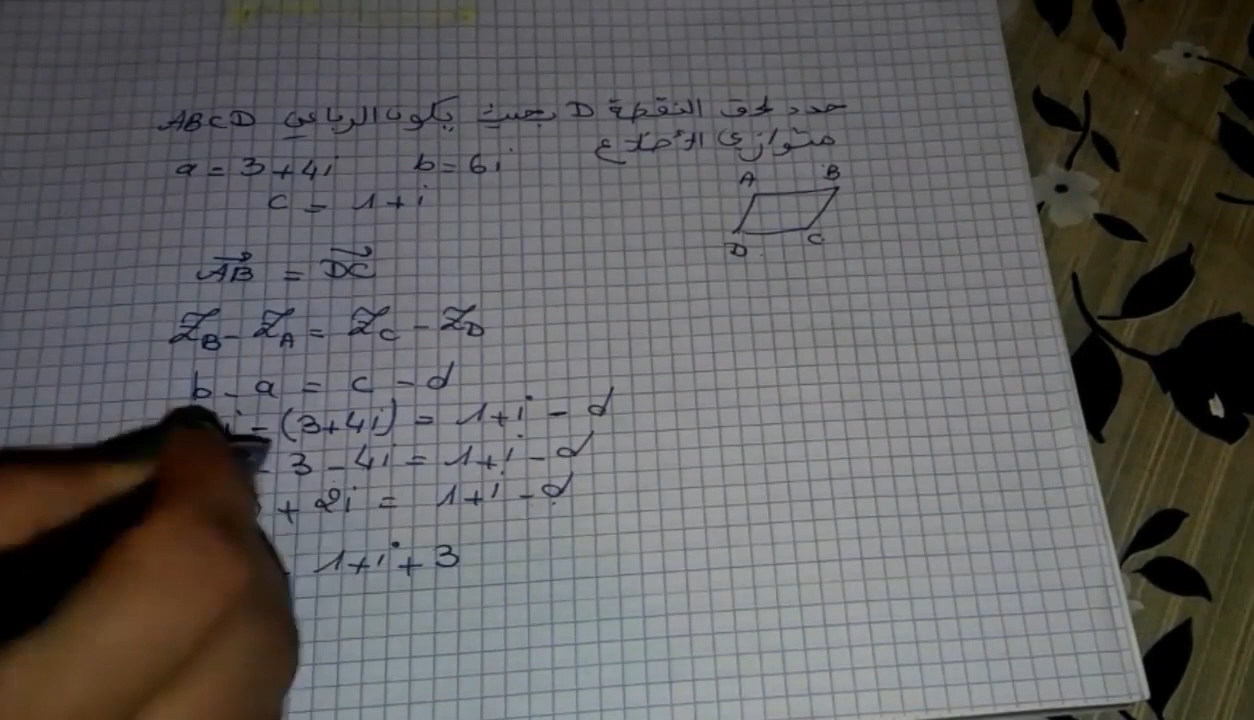 حدد لاحقة النقطة D بحيث يكون الرباعي ABCD
متوازي الأضلاع
a = 3+4i b = 6i
c = 1+i
A B
D C
AB = DC
Z_B - Z_A = Z_C - Z_D
b - a = c - d
i - (3+4i) = 1+i - d
- 3 - 4i = 1+i - d
+ 2i = 1+i - d
1+i+3